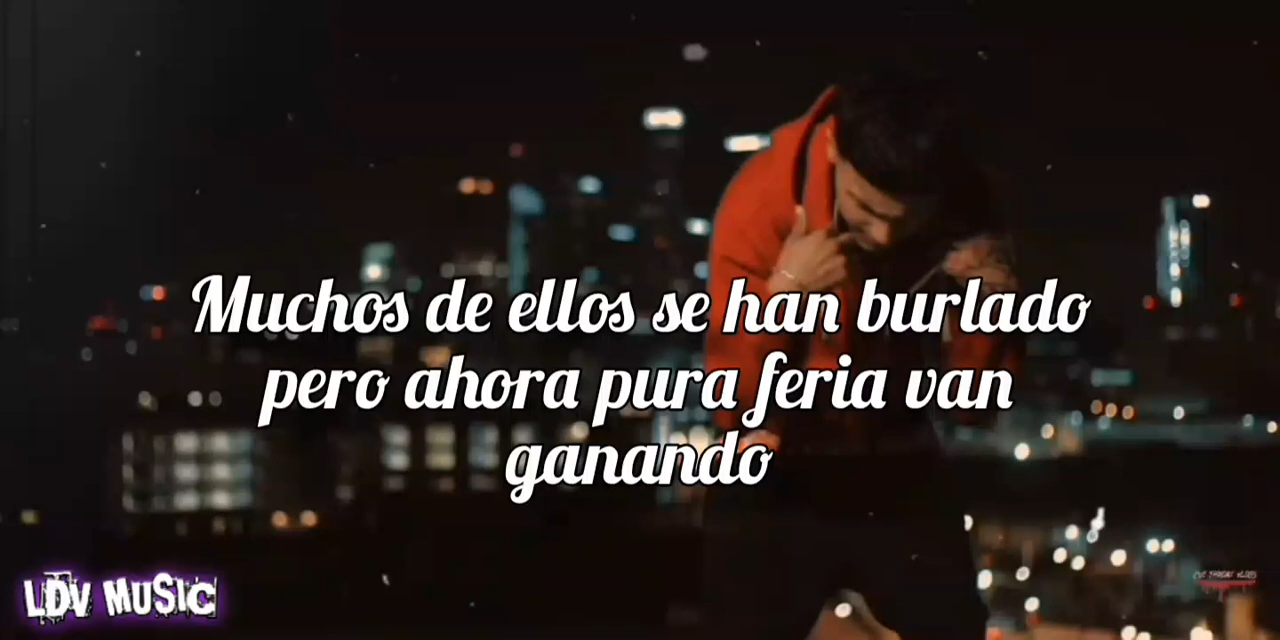 Muchos de ellos se han burlado
pero ahora pura feria van
ganando
LDV MUSIC